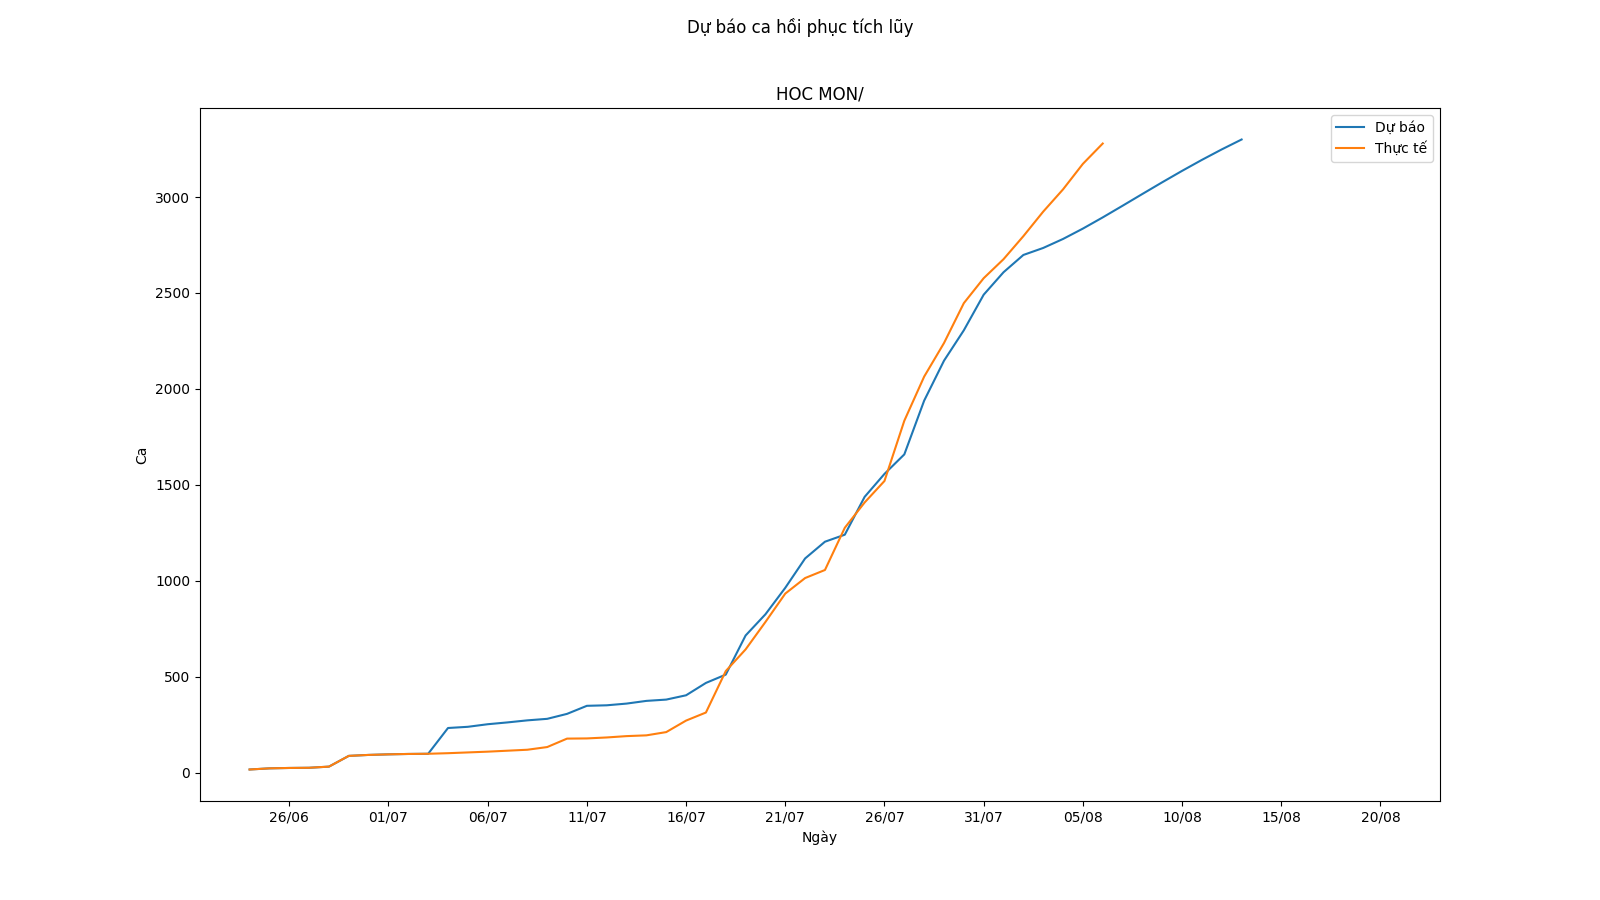 Dự báo ca hồi phục tích lũy
HOC MON/
Dự báo
Thực tế
3000
2500
2000
1500
1000
500
0
Ca
26/06 01/07 06/07 11/07 16/07 21/07 26/07 31/07 05/08 10/08 15/08 20/08
Ngày